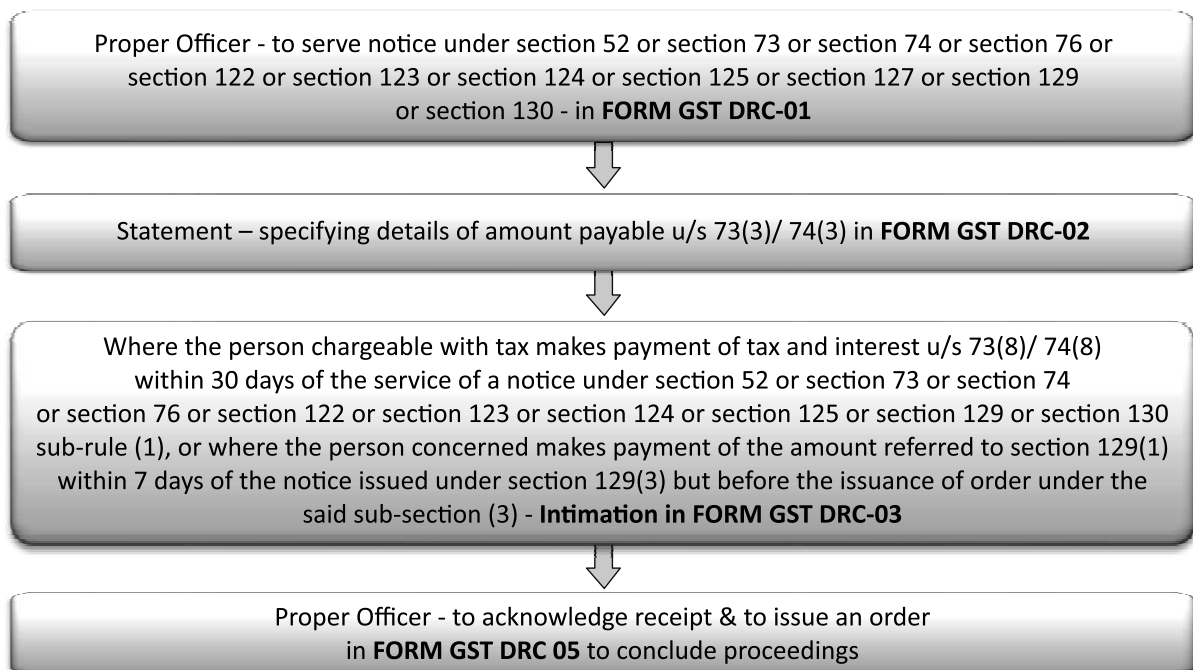 Proper Officer - to serve notice under section 52 or section 73 or section 74 or section 76 or
section 122 or section 123 or section 124 or section 125 or section 127 or section 129
or section 130 - in FORM GST DRC-01
Statement – specifying details of amount payable u/s 73(3)/ 74(3) in FORM GST DRC-02
Where the person chargeable with tax makes payment of tax and interest u/s 73(8)/ 74(8)
within 30 days of the service of a notice under section 52 or section 73 or section 74
or section 76 or section 122 or section 123 or section 124 or section 125 or section 129 or section 130
sub-rule (1), or where the person concerned makes payment of the amount referred to section 129(1)
within 7 days of the notice issued under section 129(3) but before the issuance of order under the
said sub-section (3) - Intimation in FORM GST DRC-03
Proper Officer - to acknowledge receipt & to issue an order
in FORM GST DRC 05 to conclude proceedings